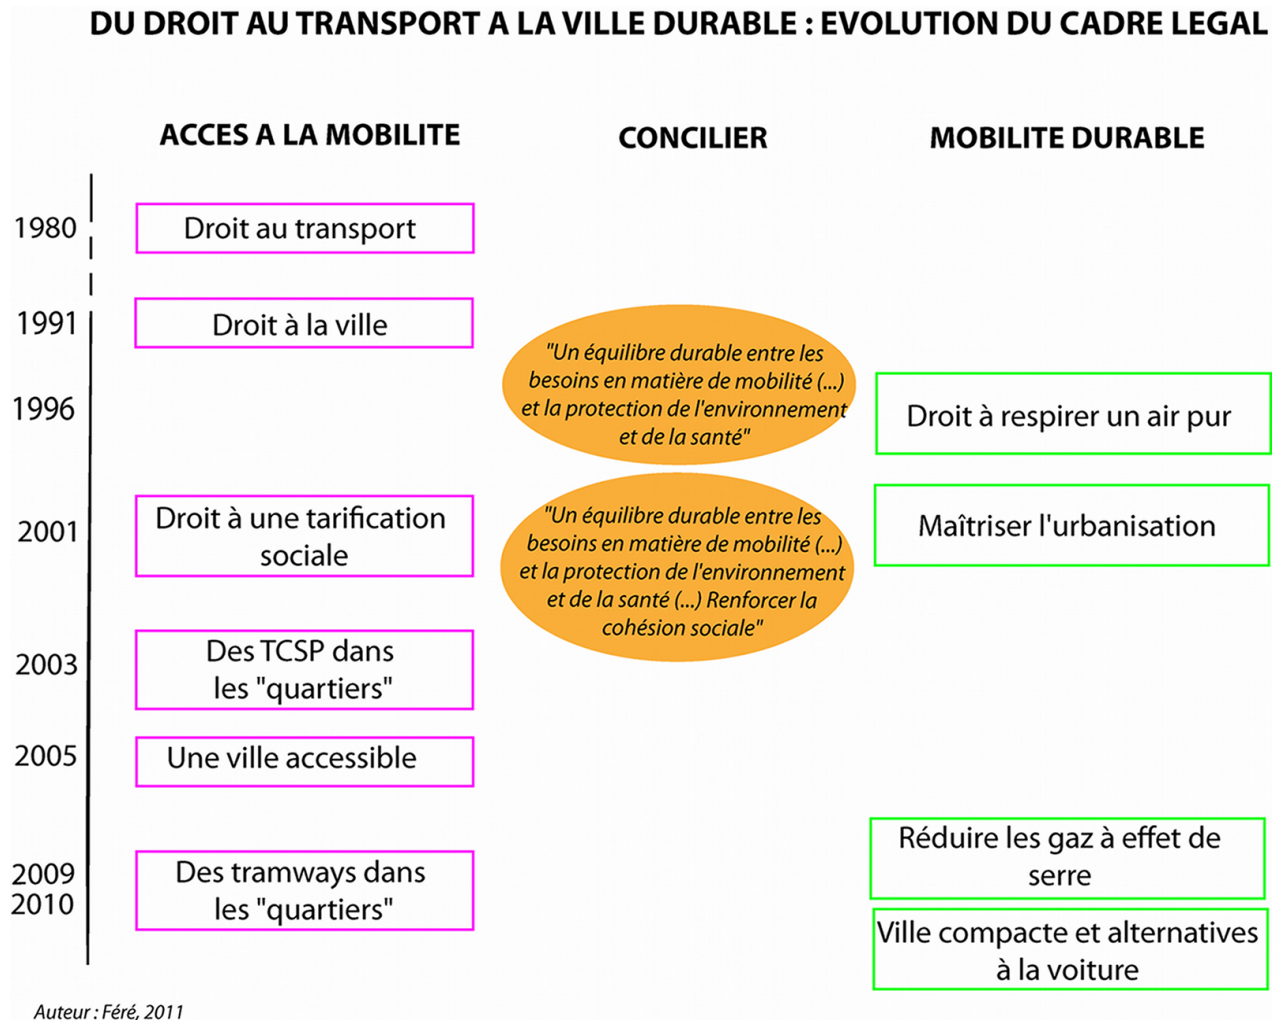 DU DROIT AU TRANSPORT A LA VILLE DURABLE : EVOLUTION DU CADRE LEGAL
ACCES A LA MOBILITE
CONCILIER
MOBILITE DURABLE
1980
Droit au transport
1991
Droit à la ville
"Un équilibre durable entre les
besoins en matière de mobilité (...)
et la protection de l'environnement
et de la santé"
1996
Droit à respirer un air pur
2001
Droit à une tarification
sociale
"Un équilibre durable entre les
besoins en matière de mobilité (...)
et la protection de l'environnement
et de la santé (...) Renforcer la
cohésion sociale"
Maîtriser l'urbanisation
2003
Des TCSP dans
les "quartiers"
2005
Une ville accessible
2009
2010
Des tramways dans
les "quartiers"
Réduire les gaz à effet de
serre
Ville compacte et alternatives
à la voiture
Auteur : Féré, 2011